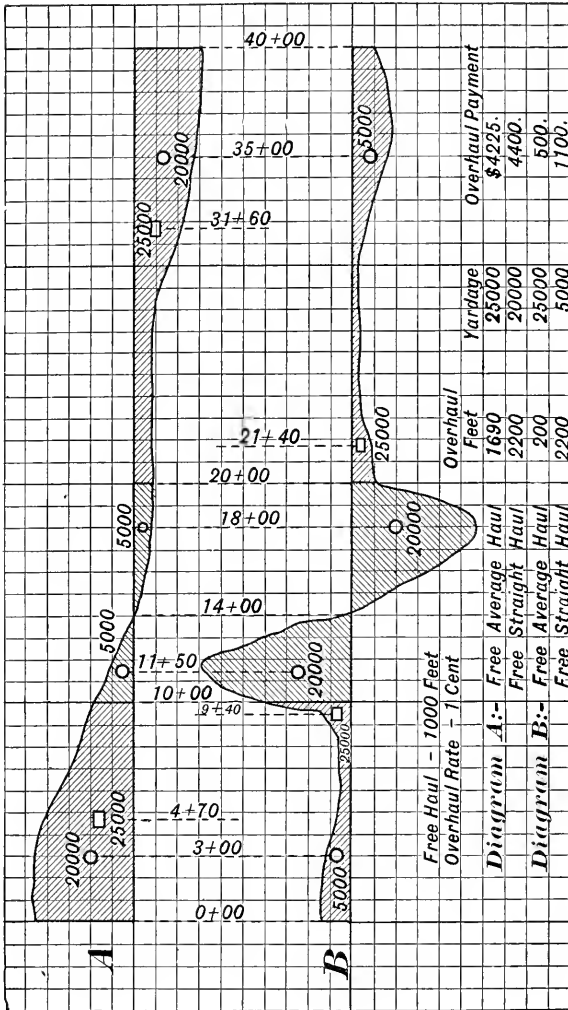 A
20000
25000
5000
5000
25000
20000
0+00
3+00
4+70
9+40
10+00
11+50
14+00
18+00
20+00
21+40
31+60
35+00
40+00
B
5000
25000
20000
20000
25000
5000
Free Haul - 1000 Feet
Overhaul Rate - 1 Cent
Overhaul Feet Yardage Overhaul Payment
Diagram A:- Free Average Haul 1690 25000 $4225.
Free Straight Haul 2200 20000 4400.
Diagram B:- Free Average Haul 200 25000 500.
Free Straight Haul 2200 5000 1100.